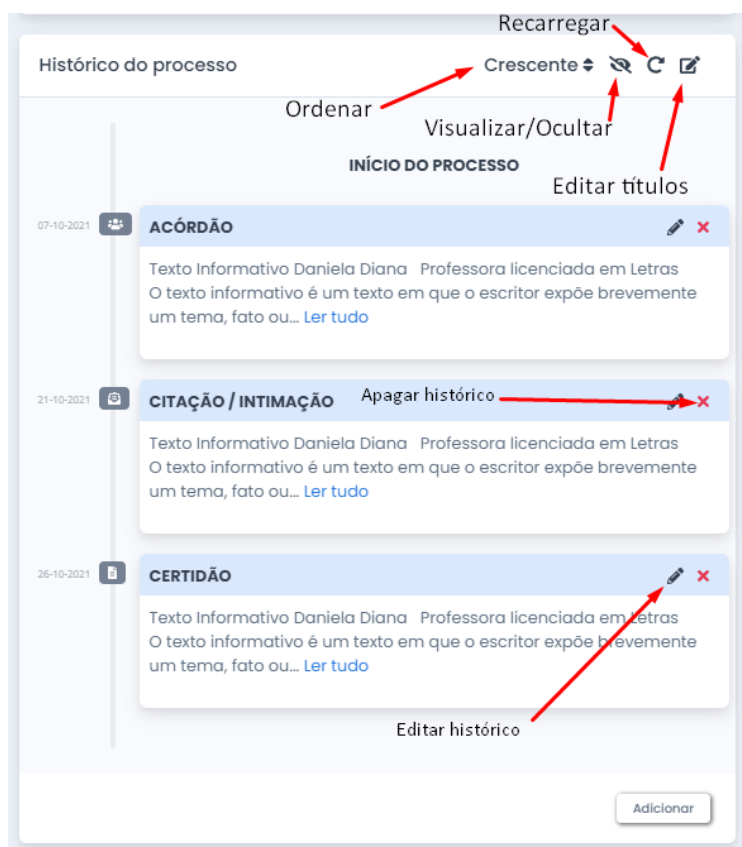 Recarregar
Histórico do processo Crescente
Ordenar
Visualizar/Ocultar
INÍCIO DO PROCESSO
Editar títulos
07-10-2021 ACÓRDÃO
Texto Informativo Daniela Diana Professora licenciada em Letras
O texto informativo é um texto em que o escritor expõe brevemente
um tema, fato ou... Ler tudo
21-10-2021 CITAÇÃO / INTIMAÇÃO Apagar histórico
Texto Informativo Daniela Diana Professora licenciada em Letras
O texto informativo é um texto em que o escritor expõe brevemente
um tema, fato ou... Ler tudo
26-10-2021 CERTIDÃO
Texto Informativo Daniela Diana Professora licenciada em Letras
O texto informativo é um texto em que o escritor expõe brevemente
um tema, fato ou... Ler tudo
Editar histórico
Adicionar